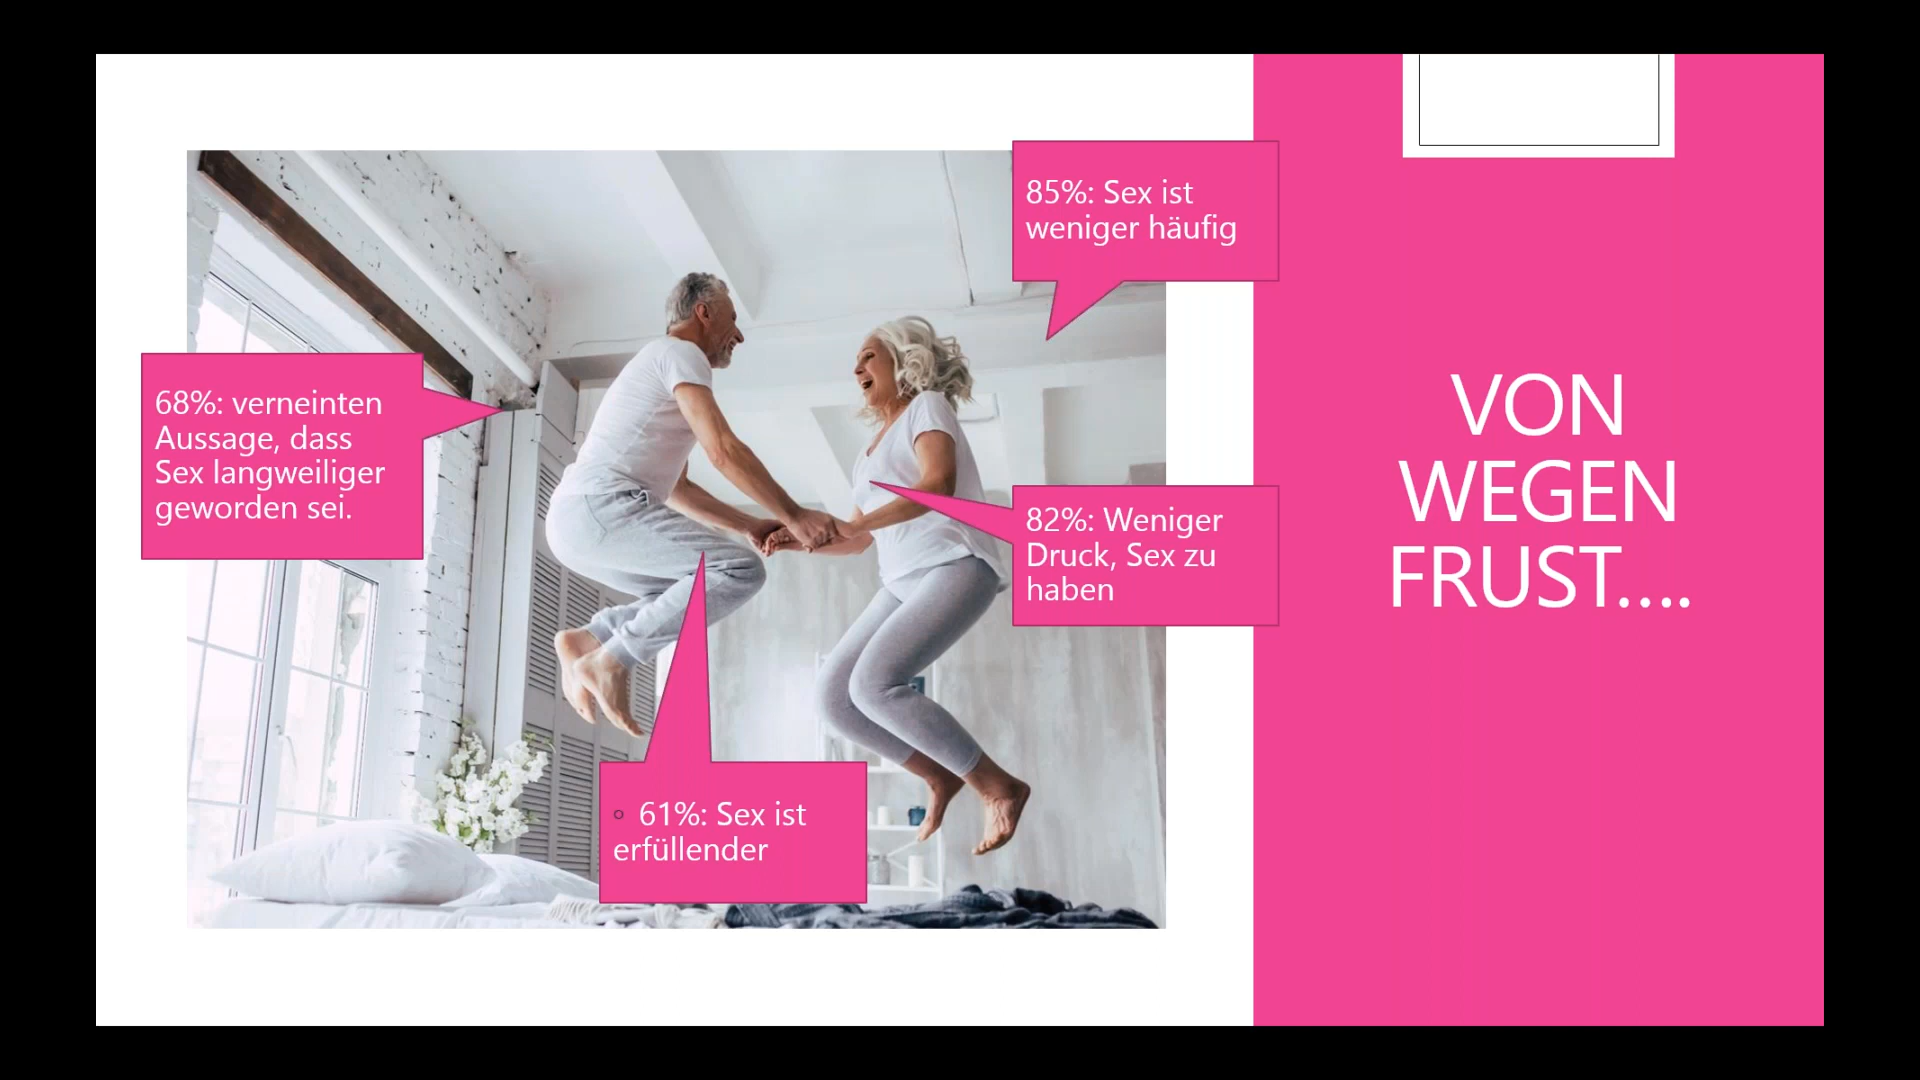 85%: Sex ist
weniger häufig
68%: verneinten
Aussage, dass
Sex langweiliger
geworden sei.
82%: Weniger
Druck, Sex zu
haben
61%: Sex ist
erfüllender
VON
WEGEN
FRUST....